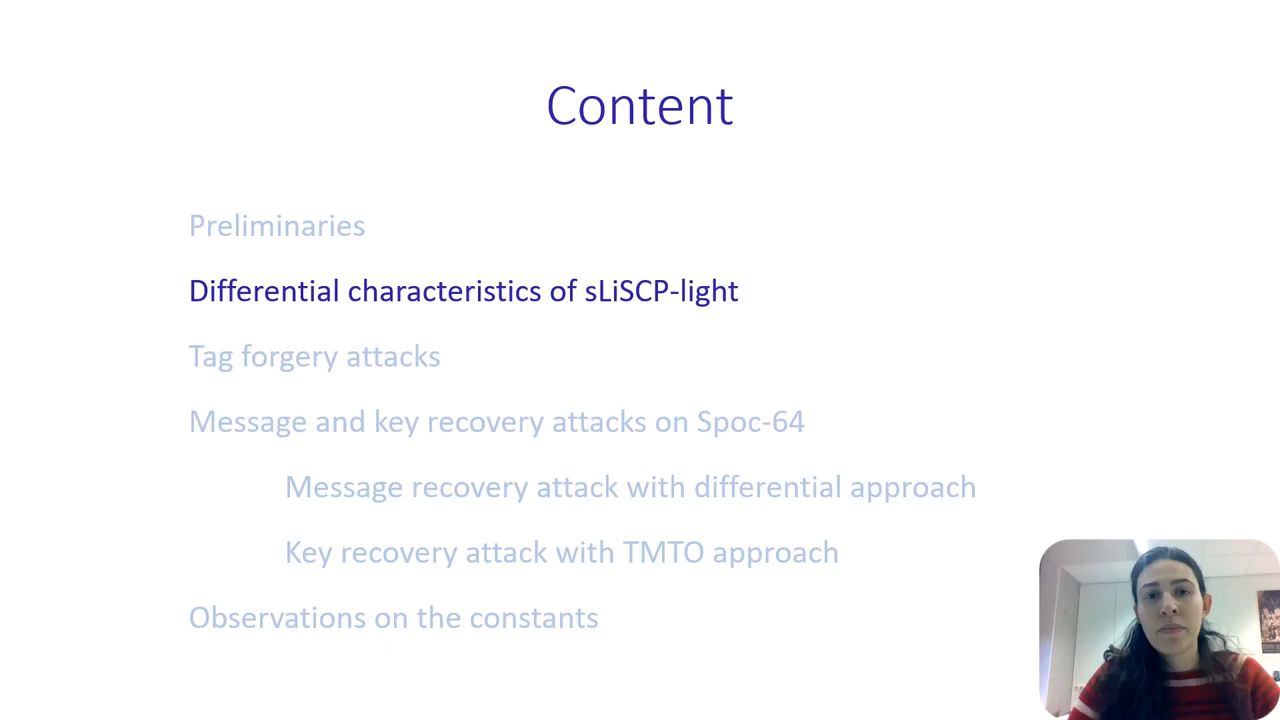 Content
Preliminaries
Differential characteristics of sLiSCP-light
Tag forgery attacks
Message and key recovery attacks on Spoc-64
Message recovery attack with differential approach
Key recovery attack with TMTO approach
Observations on the constants